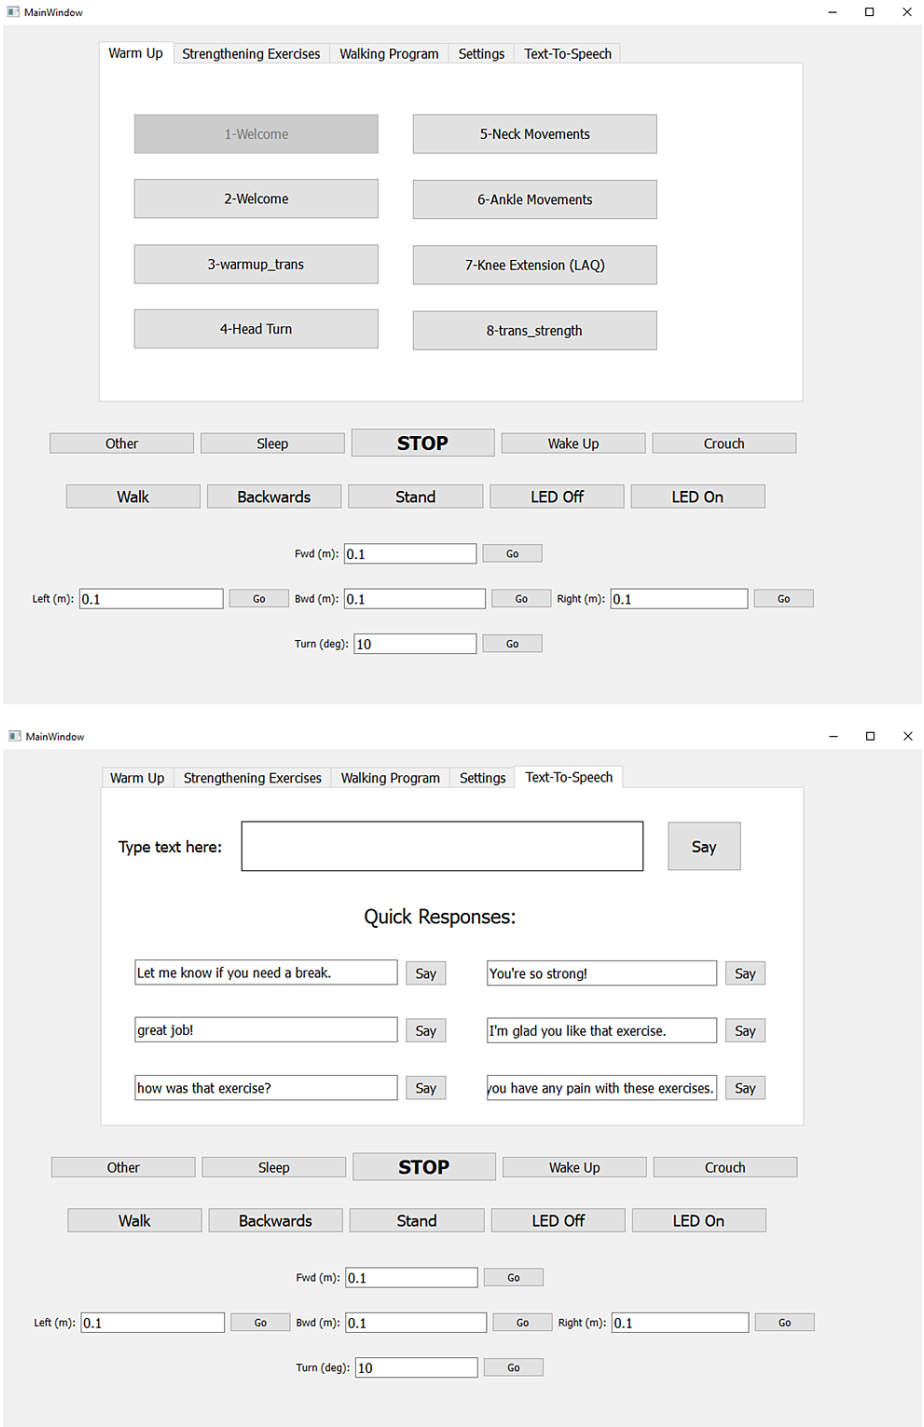 MainWindow
Warm Up Strengthening Exercises Walking Program Settings Text-To-Speech
1-Welcome 5-Neck Movements
2-Welcome 6-Ankle Movements
3-warmup_trans 7-Knee Extension (LAQ)
4-Head Turn 8-trans_strength
Other Sleep STOP Wake Up Crouch
Walk Backwards Stand LED Off LED On
Fwd (m): 0.1 Go
Left (m): 0.1 Go Bwd (m): 0.1 Go Right (m): 0.1 Go
Turn (deg): 10 Go
MainWindow
Warm Up Strengthening Exercises Walking Program Settings Text-To-Speech
Type text here: Say
Quick Responses:
Let me know if you need a break. Say You're so strong! Say
great job! Say I'm glad you like that exercise. Say
how was that exercise? Say you have any pain with these exercises. Say
Other Sleep STOP Wake Up Crouch
Walk Backwards Stand LED Off LED On
Fwd (m): 0.1 Go
Left (m): 0.1 Go Bwd (m): 0.1 Go Right (m): 0.1 Go
Turn (deg): 10 Go